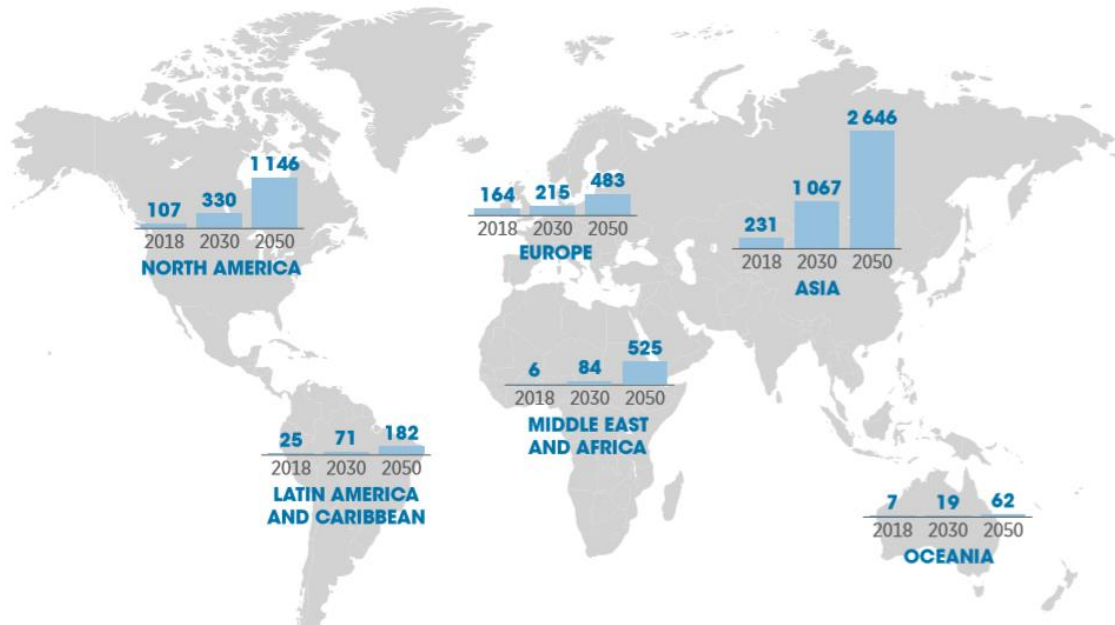 107 330 1 146
2018 2030 2050
NORTH AMERICA
164 215 483
2018 2030 2050
EUROPE
231 1 067 2 646
2018 2030 2050
ASIA
6 84 525
2018 2030 2050
MIDDLE EAST
AND AFRICA
25 71 182
2018 2030 2050
LATIN AMERICA
AND CARIBBEAN
7 19 62
2018 2030 2050
OCEANIA